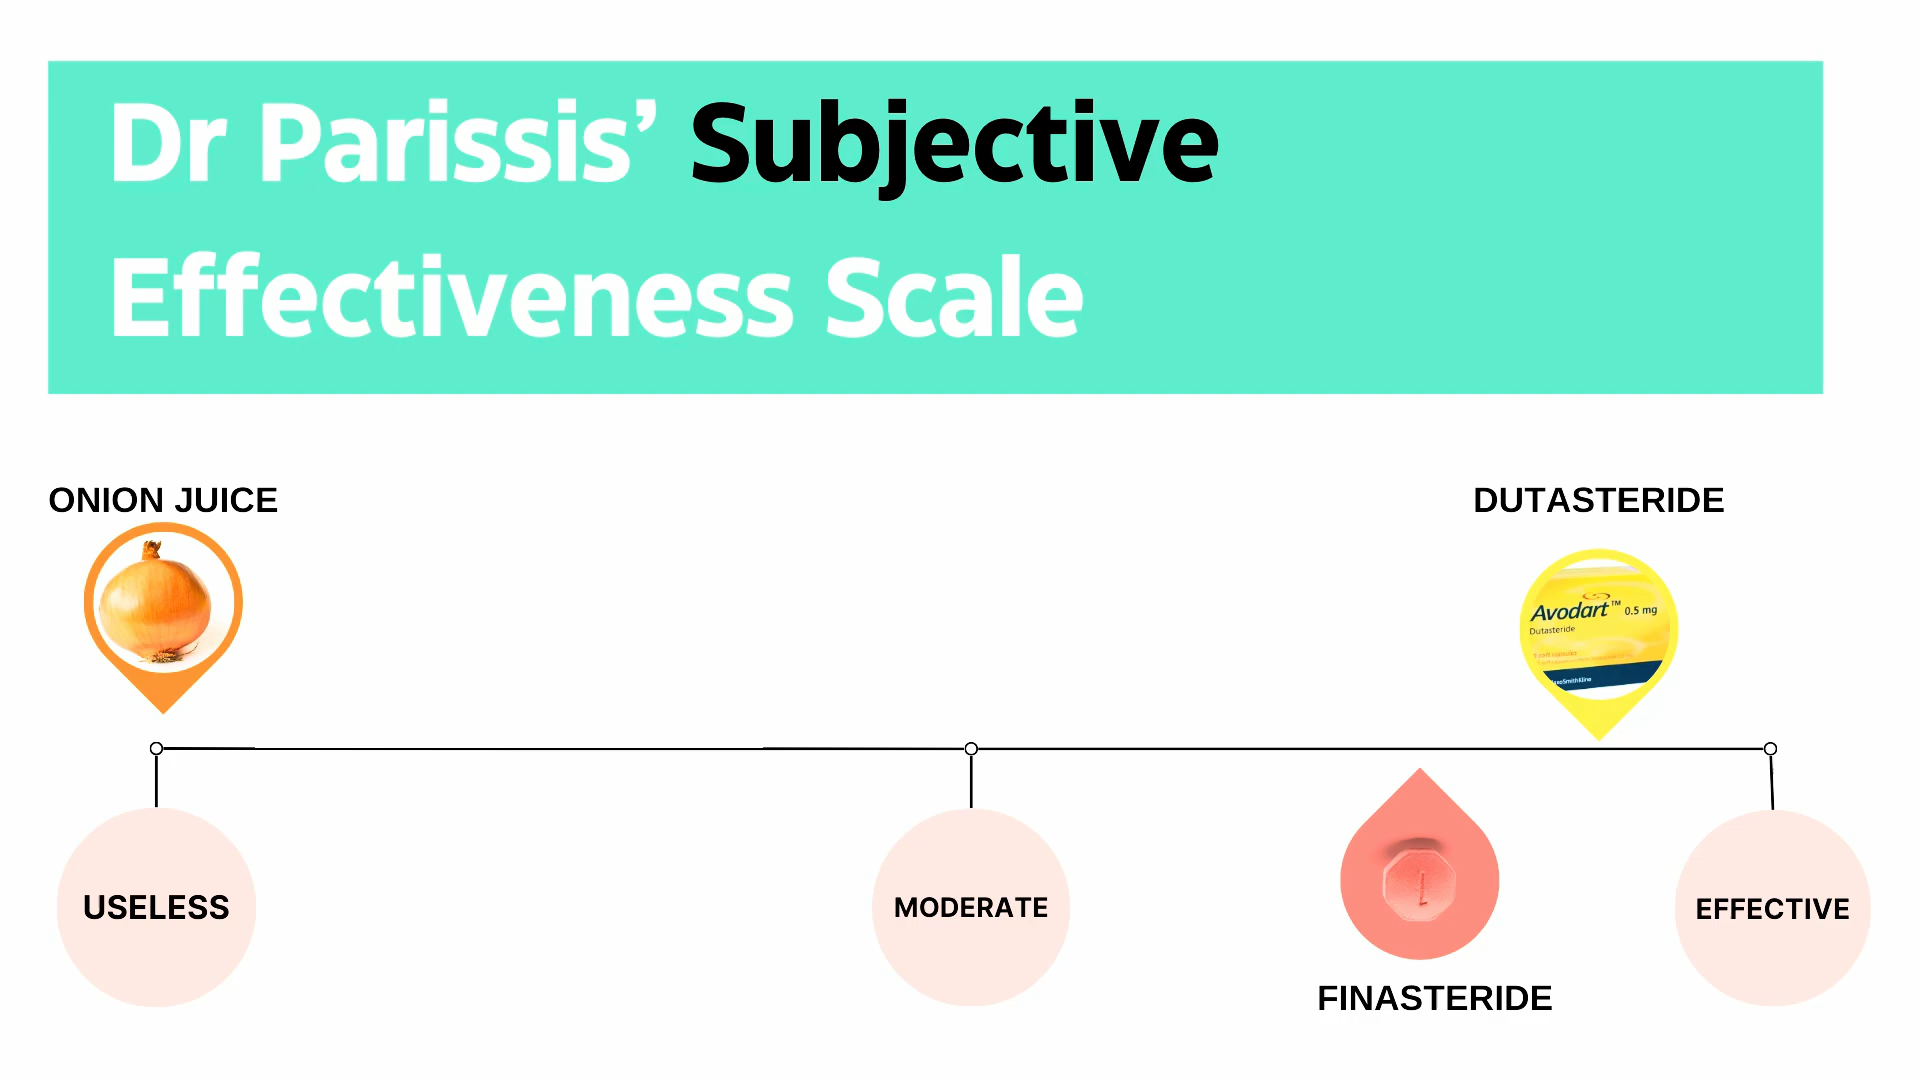 Dr Parissis’ Subjective
Effectiveness Scale
ONION JUICE
DUTASTERIDE
Avodart™ 0.5 mg
Dutasteride
USELESS
MODERATE
EFFECTIVE
FINASTERIDE